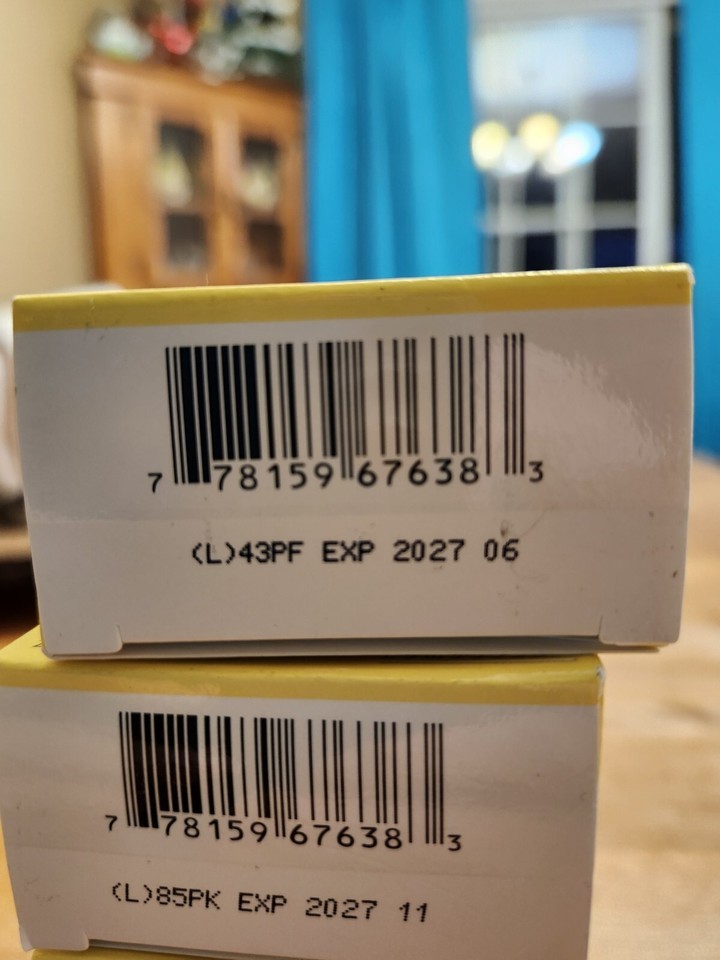 7 78159 67638 3
(L)43PF EXP 2027 06
7 78159 67638 3
(L)85PK EXP 2027 11